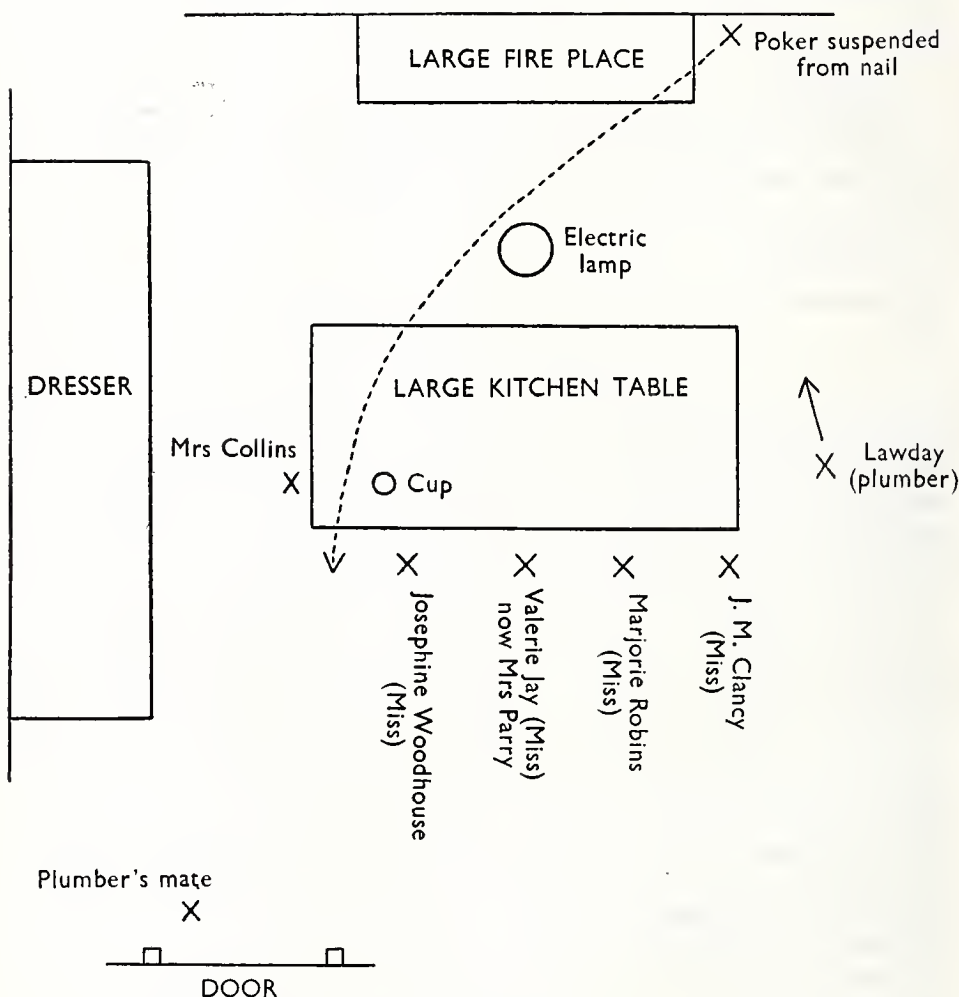 LARGE FIRE PLACE
Poker suspended
from nail
Electric
lamp
DRESSER
LARGE KITCHEN TABLE
Mrs Collins
Cup
Lawday
(plumber)
Josephine Woodhouse
(Miss)
Valerie Jay (Miss)
now Mrs Parry
Marjorie Robins
(Miss)
J. M. Clancy
(Miss)
Plumber's mate
DOOR